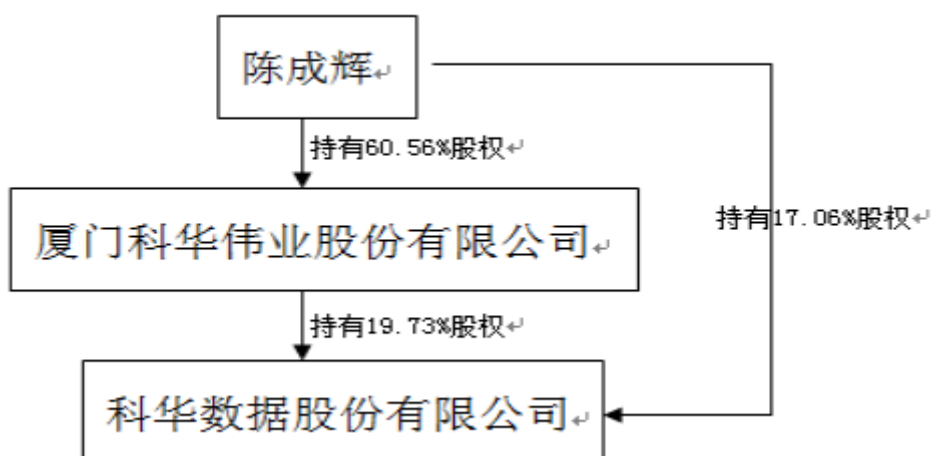 陈成辉
持有60.56%股权
厦门科华伟业股份有限公司
持有17.06%股权
持有19.73%股权
科华数据股份有限公司